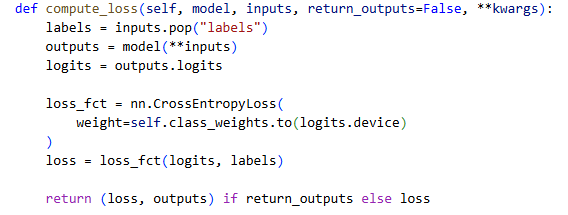 def compute_loss(self, model, inputs, return_outputs=False, **kwargs):
    labels = inputs.pop("labels")
    outputs = model(**inputs)
    logits = outputs.logits

    loss_fct = nn.CrossEntropyLoss(
        weight=self.class_weights.to(logits.device)
    )
    loss = loss_fct(logits, labels)

    return (loss, outputs) if return_outputs else loss